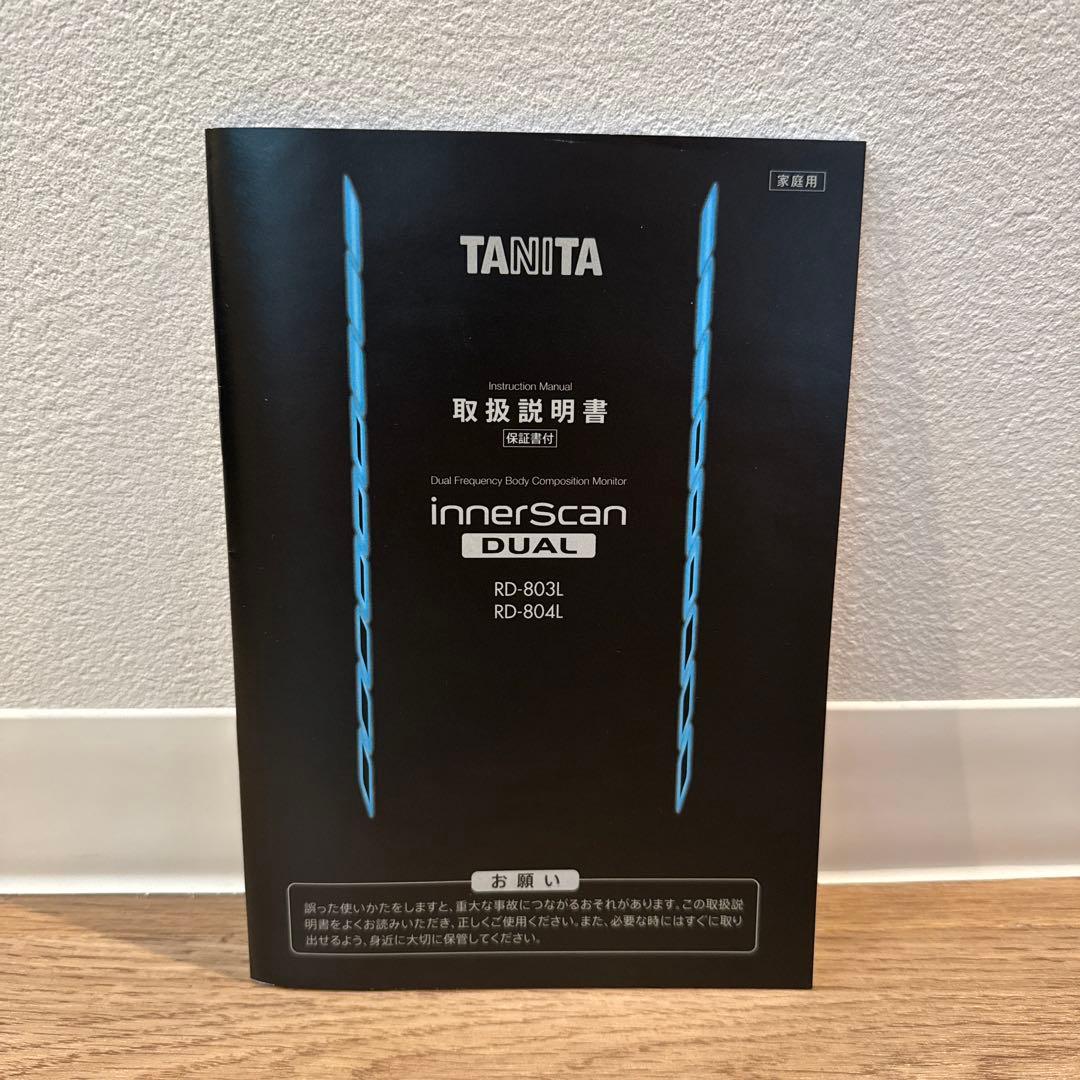 家庭用
TANITA
Instruction Manual
取扱説明書
保証書付
Dual Frequency Body Composition Monitor
innerScan
DUAL
RD-803L
RD-804L
お願い
誤った使いかたをしますと、重大な事故につながるおそれがあります。この取扱説
明書をよくお読みいただき、正しくご使用ください。また、必要な時にはすぐに取り
出せるよう、身近に大切に保管してください。